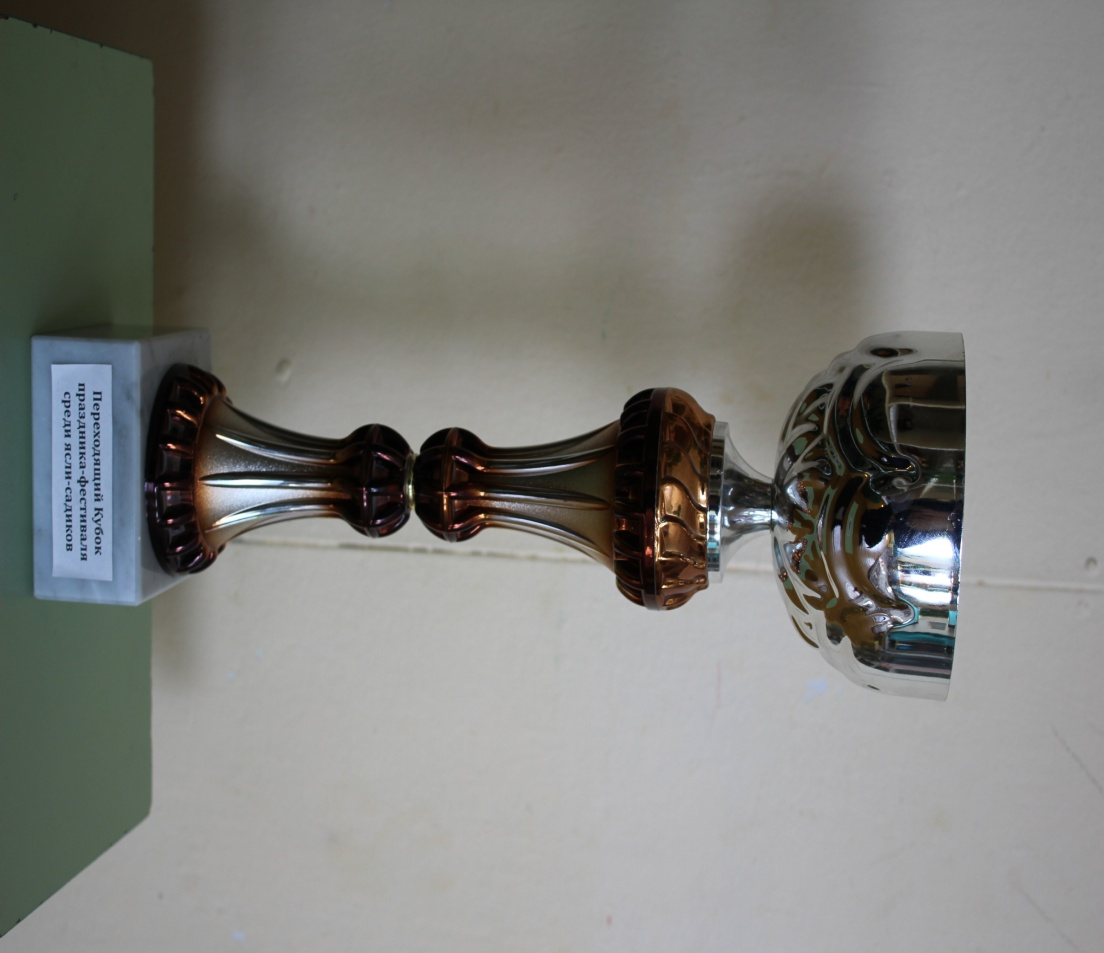 Переходящий Кубок
праздника-фестиваля
среди ясли-садиков